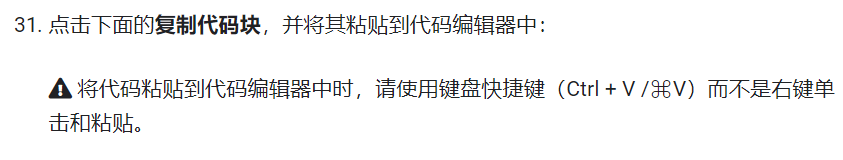 31. 点击下面的复制代码块，并将其粘贴到代码编辑器中：
⚠ 将代码粘贴到代码编辑器中时，请使用键盘快捷键（Ctrl + V /⌘V）而不是右键单
击和粘贴。